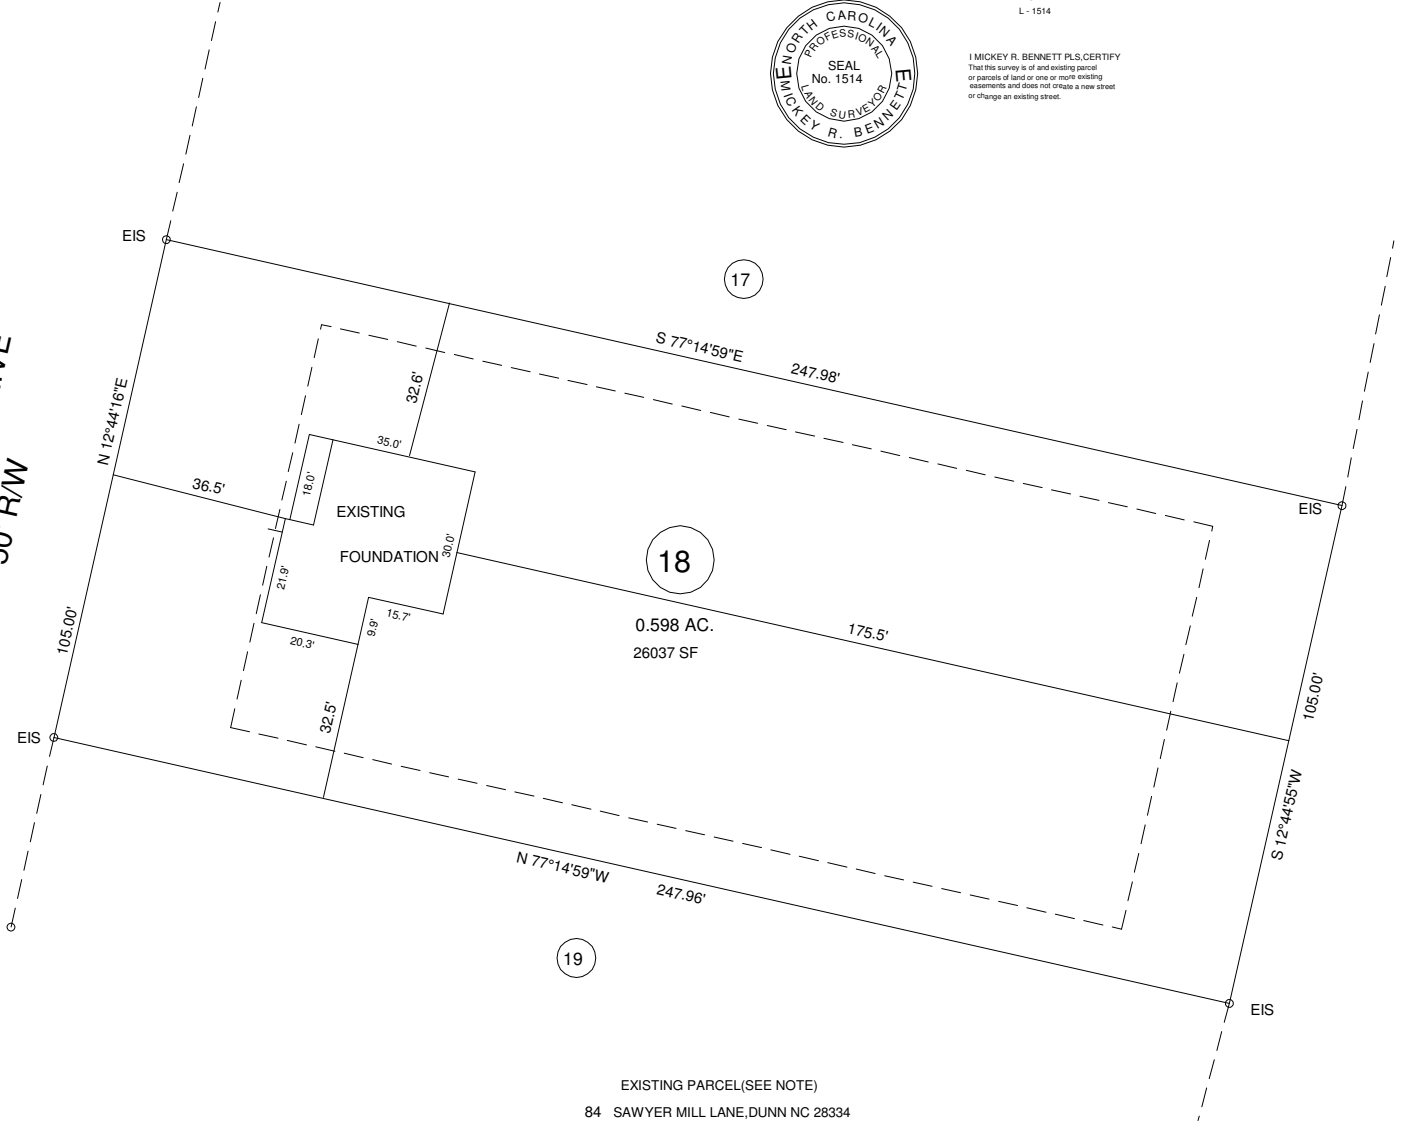 L - 1514
NORTH CAROLINA
PROFESSIONAL
SEAL
No. 1514
LAND SURVEYOR
MICKEY R. BENNETT
I MICKEY R. BENNETT PLS,CERTIFY
That this survey is of and existing parcel
or parcels of land or one or more existing
easements and does not create a new street
or change an existing street.
EIS
17
S 77°14'59"E
247.98'
N 12°44'16"E
32.6'
35.0'
36.5'
18.0'
R/W
EXISTING
FOUNDATION
30.0'
EIS
18
21.9'
15.7'
9.9'
20.3'
0.598 AC.
26037 SF
175.5'
105.00'
105.00'
32.5'
EIS
S 12°44'55"W
N 77°14'59"W
247.96'
19
EIS
EXISTING PARCEL(SEE NOTE)
84 SAWYER MILL LANE,DUNN NC 28334